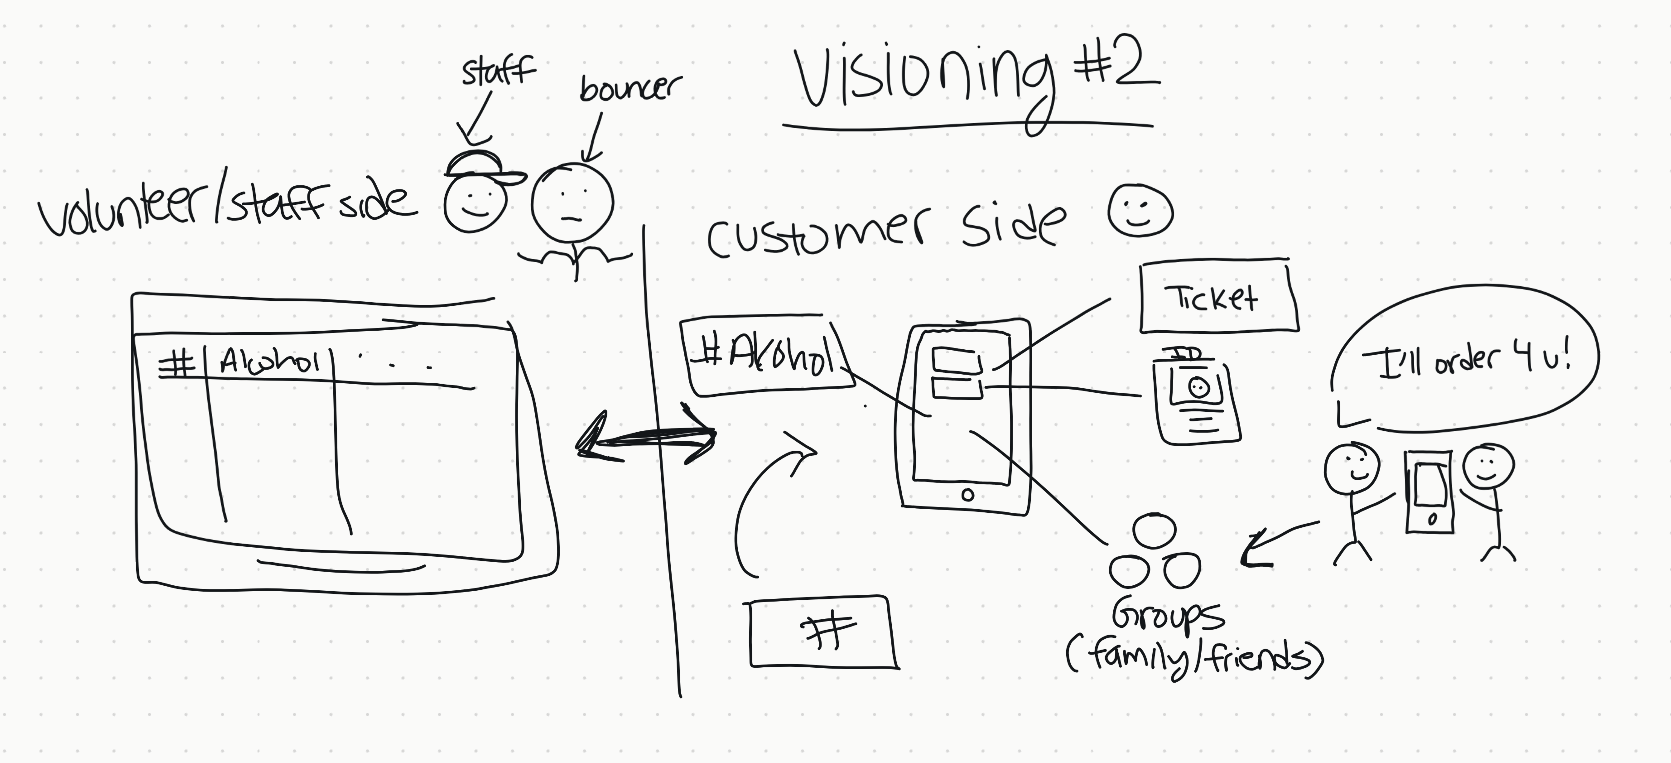 Visioning #2
staff
bouncer
volunteer/staff side
# Alcohol . . .
customer side
#Alcohol
#
Ticket
ID
I'll order 4 u!
Groups
(family/friends)